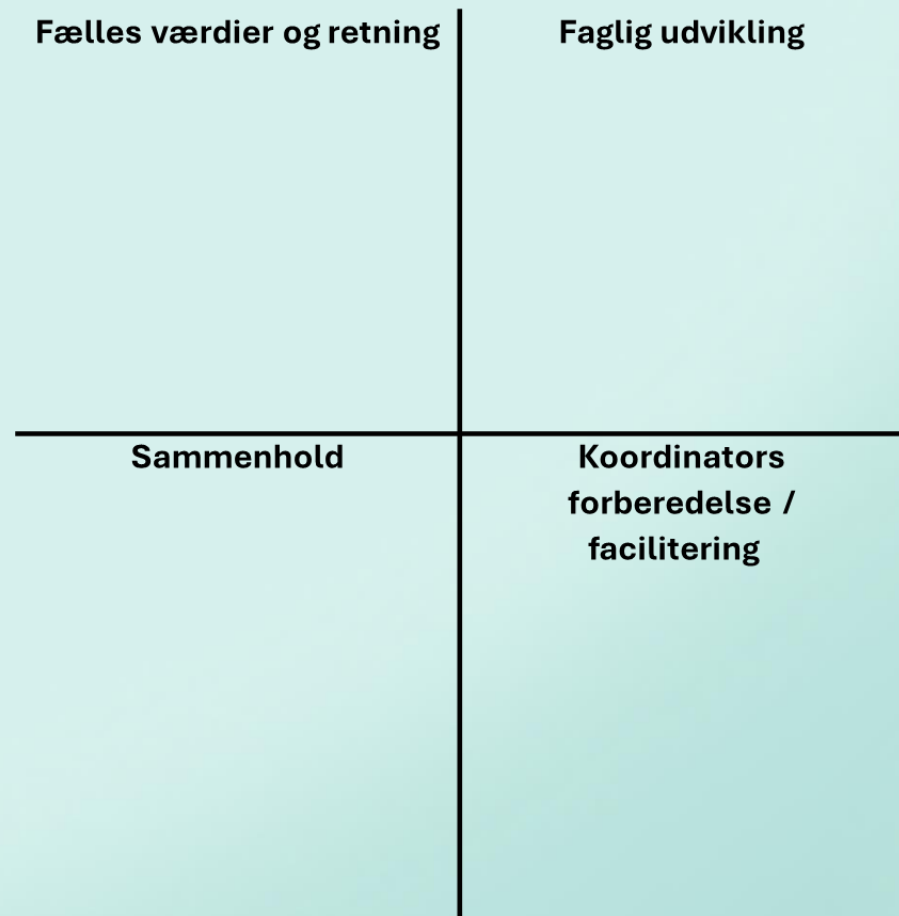 Fælles værdier og retning
Faglig udvikling
Sammenhold
Koordinators
forberedelse /
facilitering